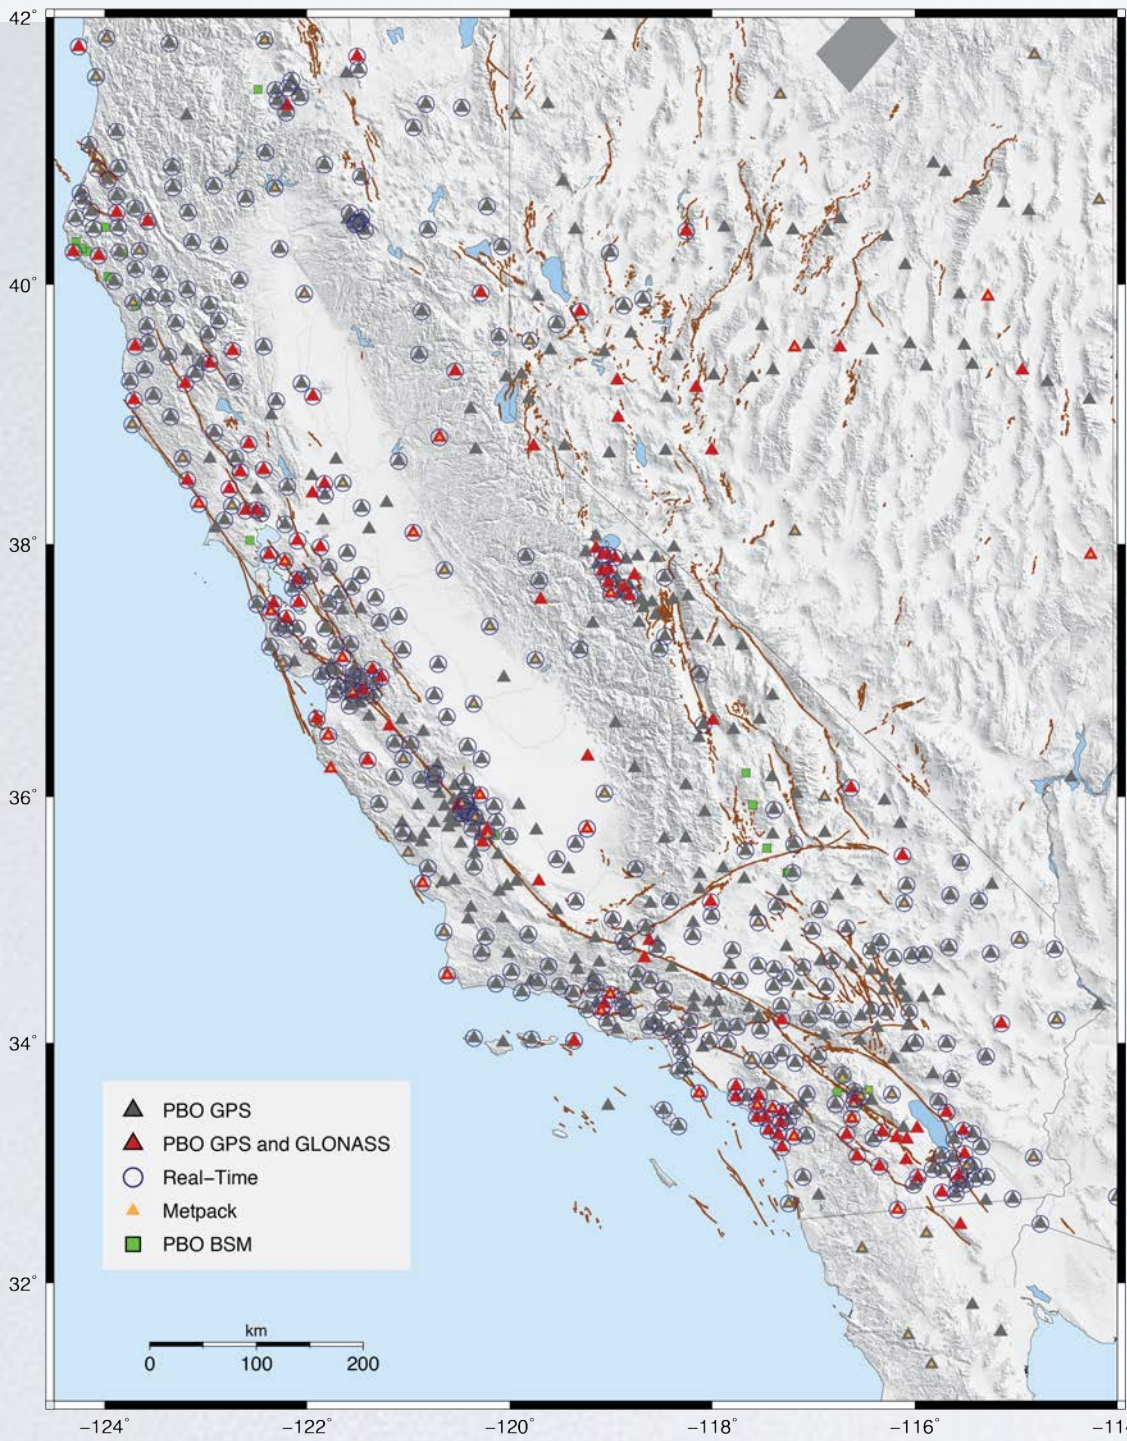 42°
40°
38°
36°
34°
32°
PBO GPS
PBO GPS and GLONASS
Real-Time
Metpack
PBO BSM
km
0 100 200
-124° -122° -120° -118° -116°